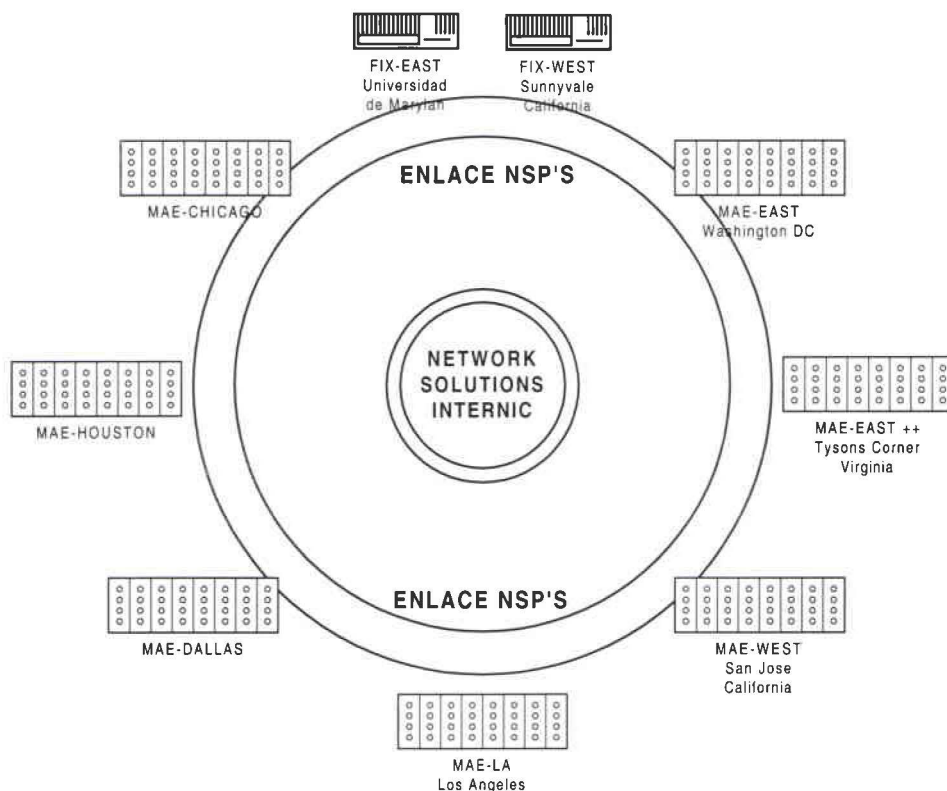 FIX-EAST
Universidad
de Marylan
FIX-WEST
Sunnyvale
California
ENLACE NSP'S
MAE-CHICAGO
MAE-EAST
Washington DC
NETWORK
SOLUTIONS
INTERNIC
MAE-HOUSTON
MAE-EAST ++
Tysons Corner
Virginia
ENLACE NSP'S
MAE-DALLAS
MAE-WEST
San Jose
California
MAE-LA
Los Angeles